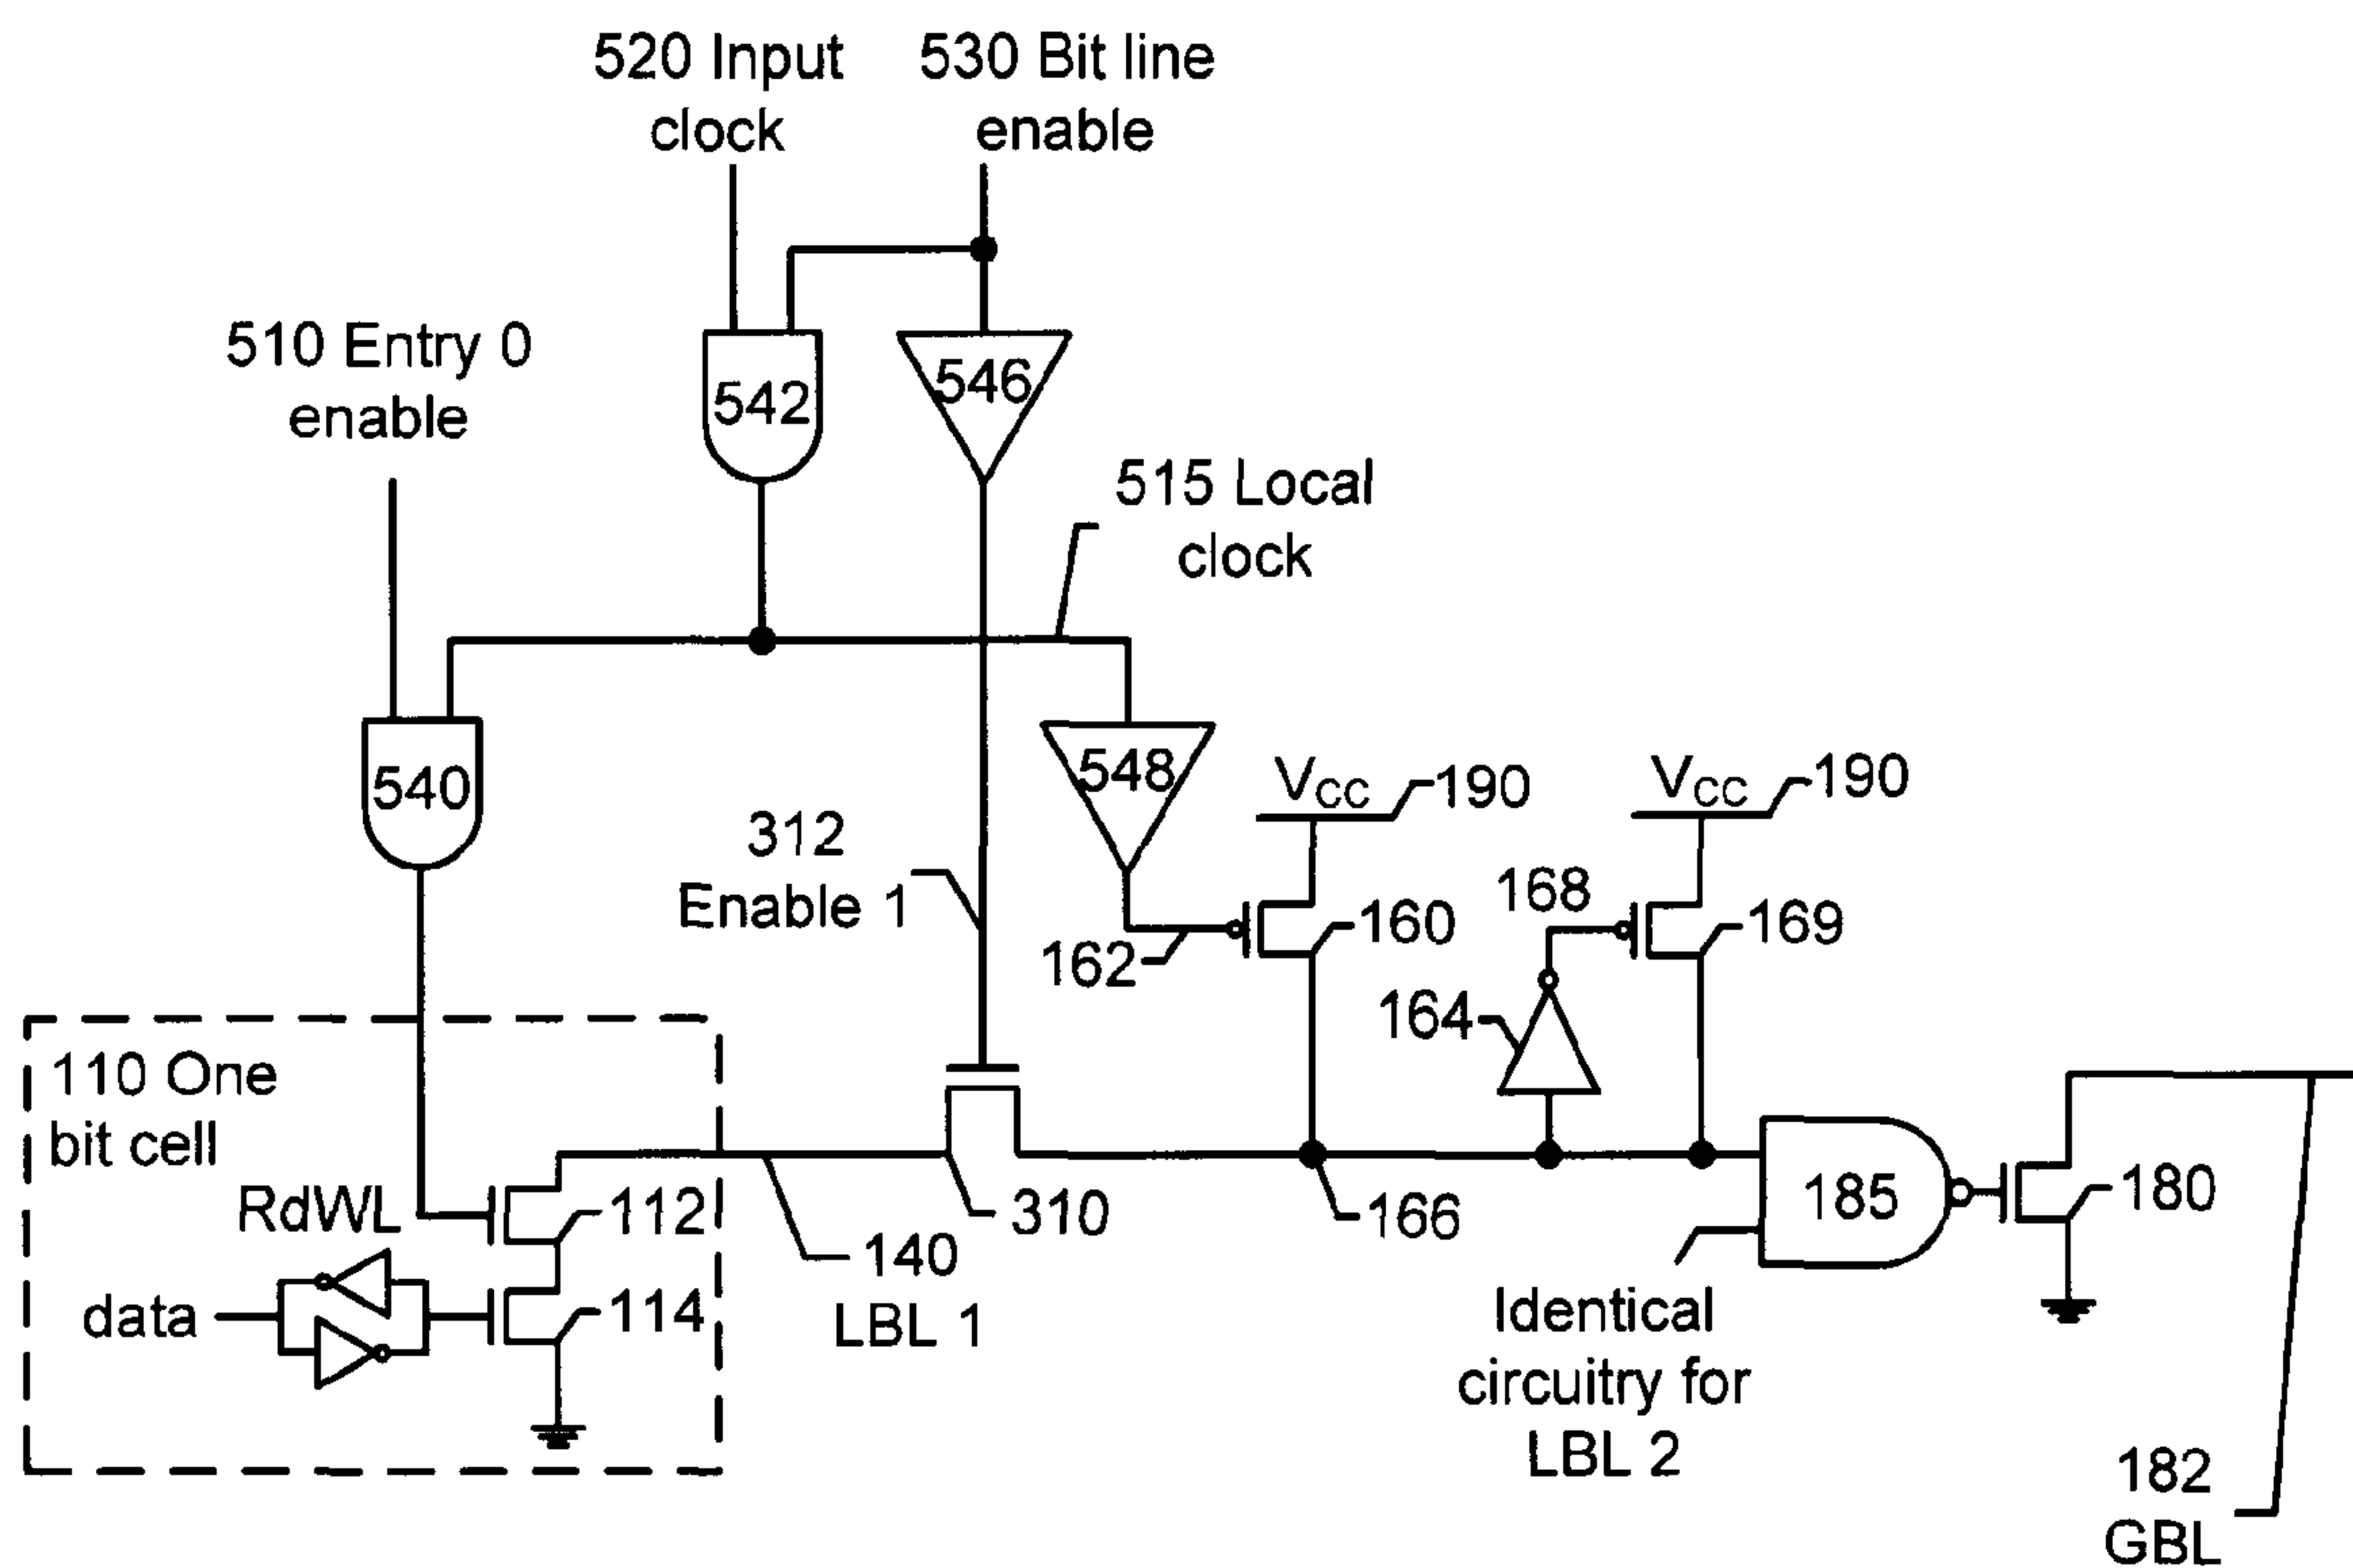 520 Input
clock
530 Bit line
enable
510 Entry 0
enable
542
546
515 Local
clock
540
548
VCC
190
VCC
190
312
Enable 1
168
160
169
162
164
110 One
bit cell
RdWL
112
310
166
185
180
140
LBL 1
data
114
Identical
circuitry for
LBL 2
182
GBL